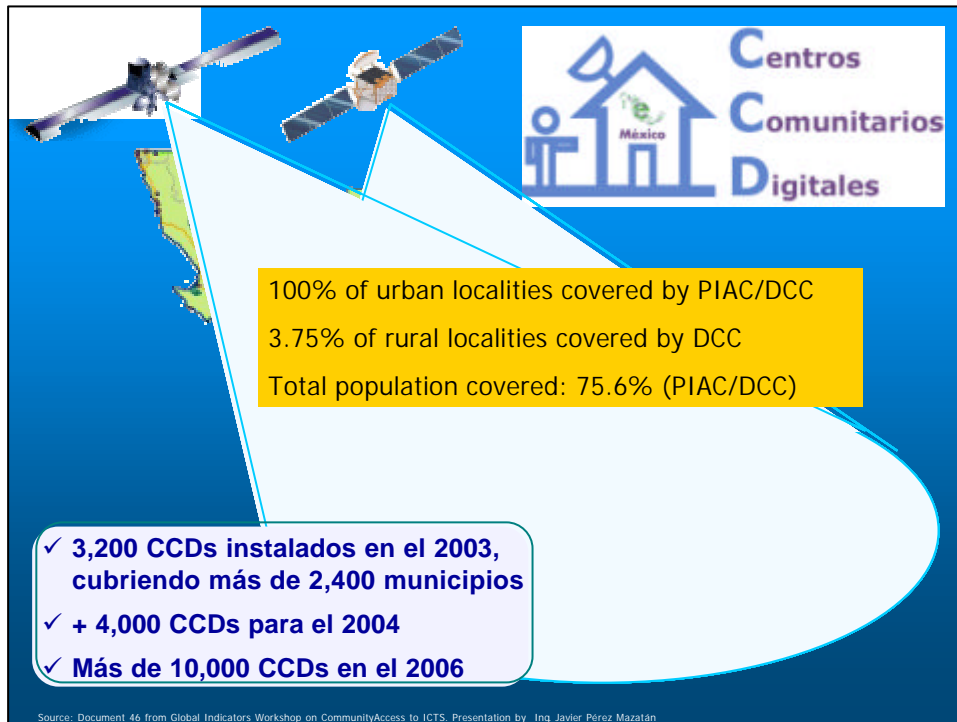 Centros
Comunitarios
Digitales
e
México
100% of urban localities covered by PIAC/DCC
3.75% of rural localities covered by DCC
Total population covered: 75.6% (PIAC/DCC)
✓ 3,200 CCDs instalados en el 2003,
cubriendo más de 2,400 municipios
✓ + 4,000 CCDs para el 2004
✓ Más de 10,000 CCDs en el 2006
Source: Document 46 from Global Indicators Workshop on CommunityAccess to ICTS. Presentation by Ing. Javier Pérez Mazatán